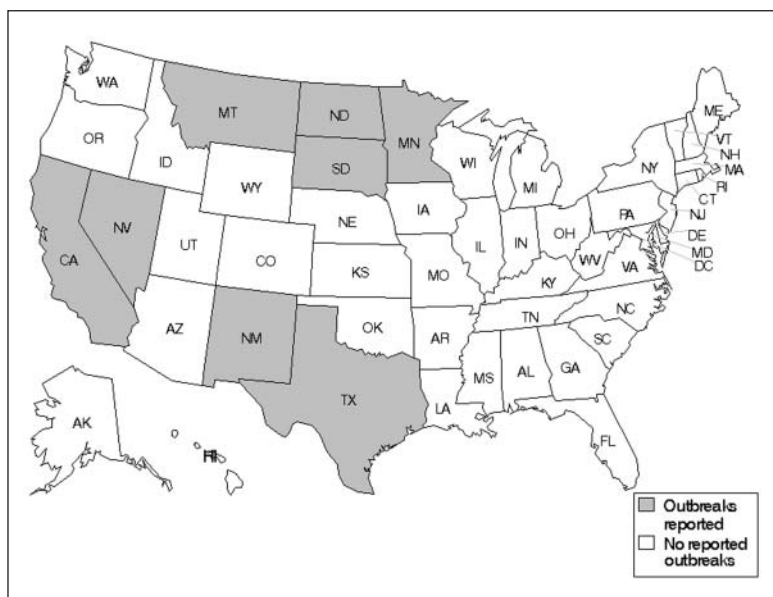 WA
MT
ND
MN
ME
OR
ID
SD
WI
VT
NH
NY
MA
WY
MI
RI
CT
IA
NE
PA
NJ
NV
UT
IL
IN
OH
DE
CA
CO
MD
WV
VA
DC
KS
MO
KY
NC
TN
AZ
NM
OK
AR
SC
TX
MS
AL
GA
AK
LA
HI
FL
Outbreaks
reported
No reported
outbreaks